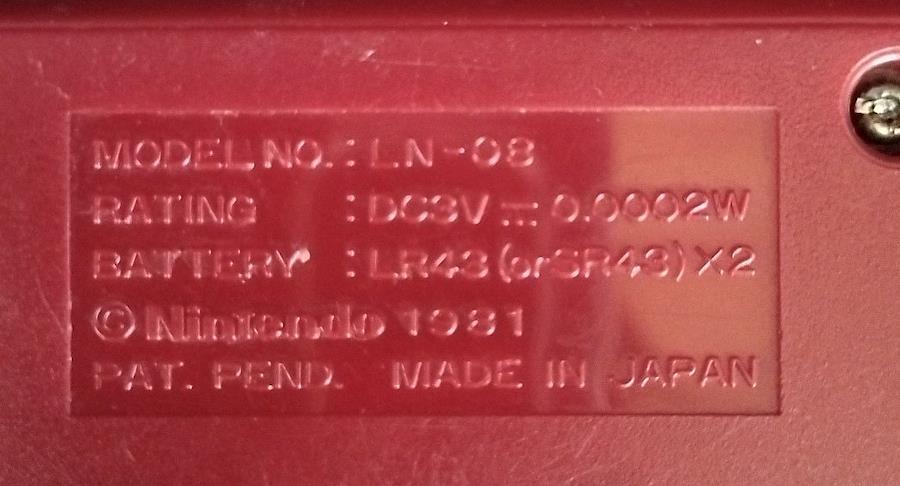 MODEL NO. : LN-08
RATING : DC3V ⎓ 0.0002W
BATTERY : LR43 (or SR43) X2
© Nintendo 1981
PAT. PEND. MADE IN JAPAN